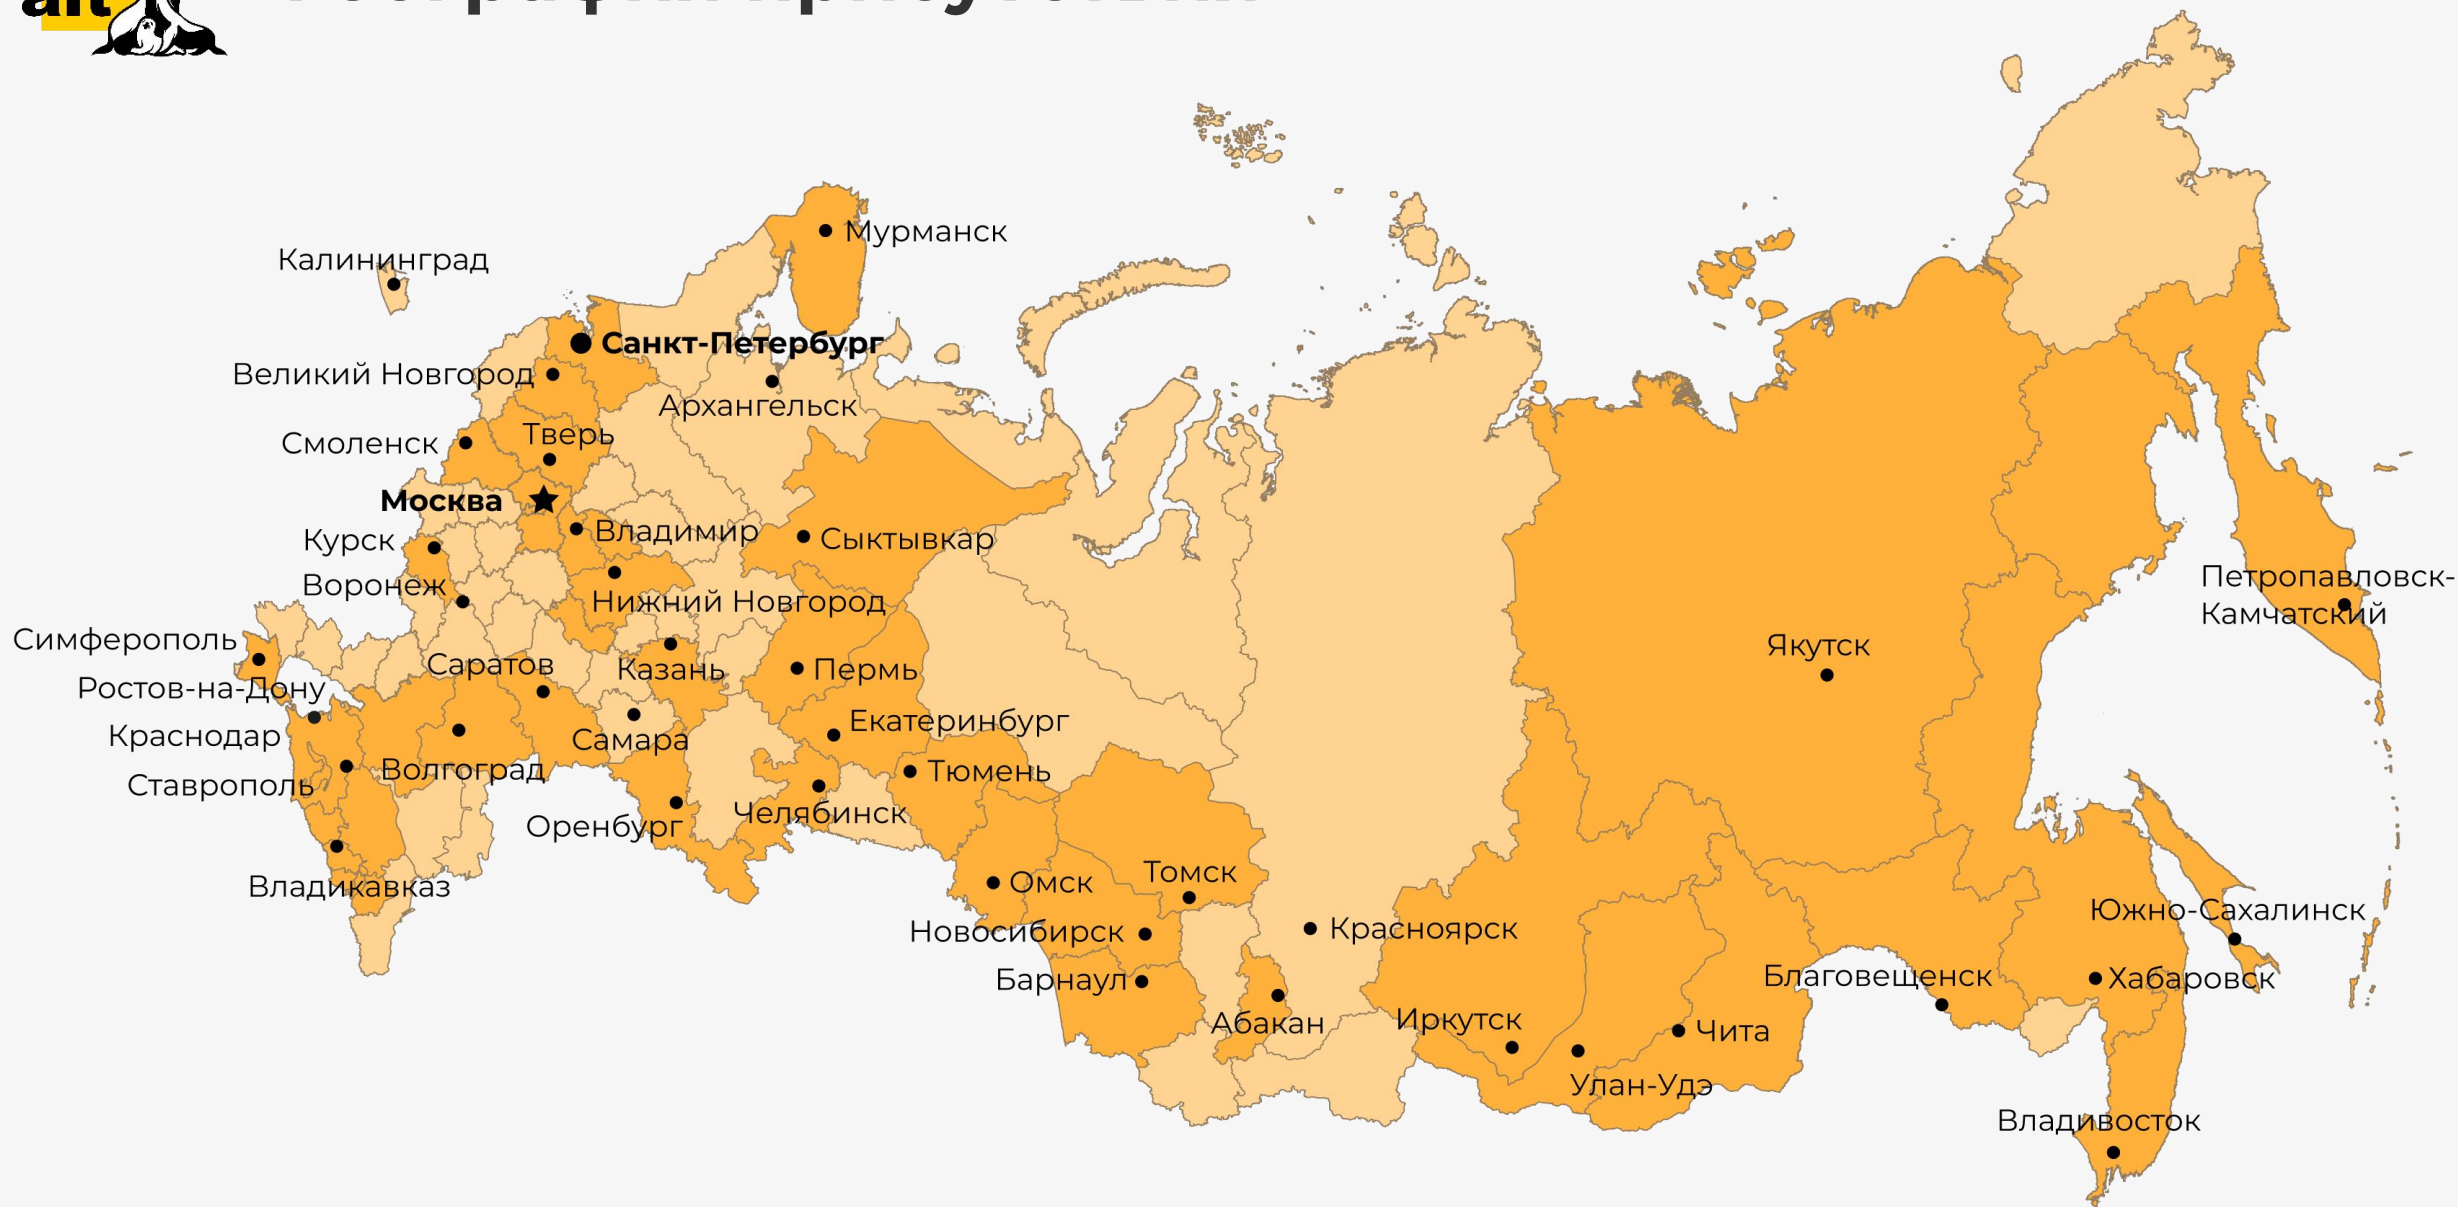 Мурманск
Калининград
Санкт-Петербург
Великий Новгород
Архангельск
Тверь
Смоленск
Москва
Владимир
Курск
Сыктывкар
Воронеж
Нижний Новгород
Петропавловск-
Камчатский
Симферополь
Якутск
Саратов
Казань
Пермь
Ростов-на-Дону
Екатеринбург
Краснодар
Самара
Волгоград
Тюмень
Ставрополь
Челябинск
Оренбург
Томск
Омск
Владикавказ
Южно-Сахалинск
Красноярск
Новосибирск
Благовещенск
Хабаровск
Барнаул
Иркутск
Абакан
Чита
Улан-Удэ
Владивосток